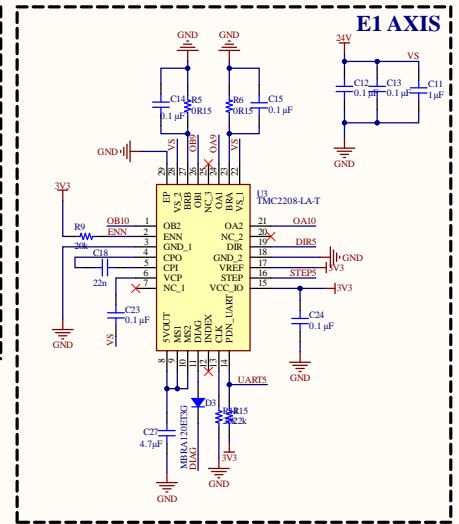 E1 AXIS
GND
GND
24V
VS
C14
0.1 µF
R5
0R15
R6
0R15
C15
0.1 µF
C12
0.1 µF
C13
0.1 µF
C11
1µF
GND
VS
OB9
OA9
VS
GND
29
28
27
26
25
24
23
22
EP
VS_2
BRB
OB1
NC_3
OA1
BRA
VS_1
U3
TMC2208-LA-T
3V3
R9
20k
OB10
ENN
1
2
3
4
5
6
7
OB2
ENN
GND_1
CPO
CPI
VCP
NC_1
OA2
NC_2
DIR
GND_2
VREF
STEP
VCC_IO
21
20
19
18
17
16
15
OA10
DIR5
GND
3V3
STEP5
3V3
C18
22n
C23
0.1 µF
VS
GND
C24
0.1 µF
GND
5VOUT
MS1
MS2
DIAG
INDEX
CLK
PDN_UART
8
9
10
11
12
13
14
UART5
C27
4.7µF
MBRA120ET3G
D3
DIAG
R15
22k
3V3
GND
GND